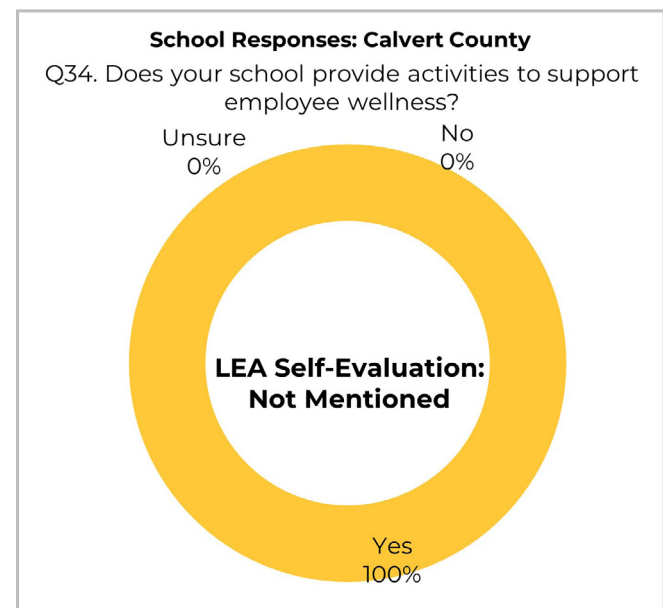 School Responses: Calvert County
Q34. Does your school provide activities to support
employee wellness?
Unsure
0%
No
0%
LEA Self-Evaluation:
Not Mentioned
Yes
100%